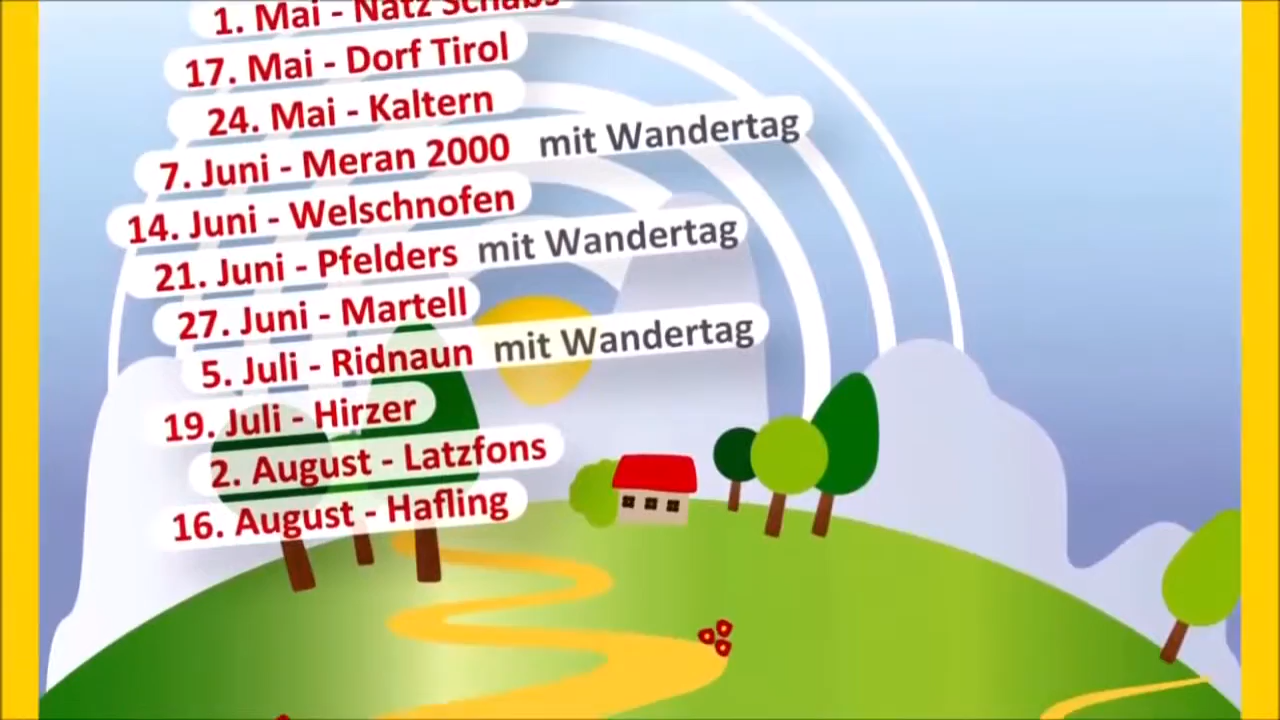 1. Mai - Natz Schabs
17. Mai - Dorf Tirol
24. Mai - Kaltern
7. Juni - Meran 2000 mit Wandertag
14. Juni - Welschnofen
21. Juni - Pfelders mit Wandertag
27. Juni - Martell
5. Juli - Ridnaun mit Wandertag
19. Juli - Hirzer
2. August - Latzfons
16. August - Hafling